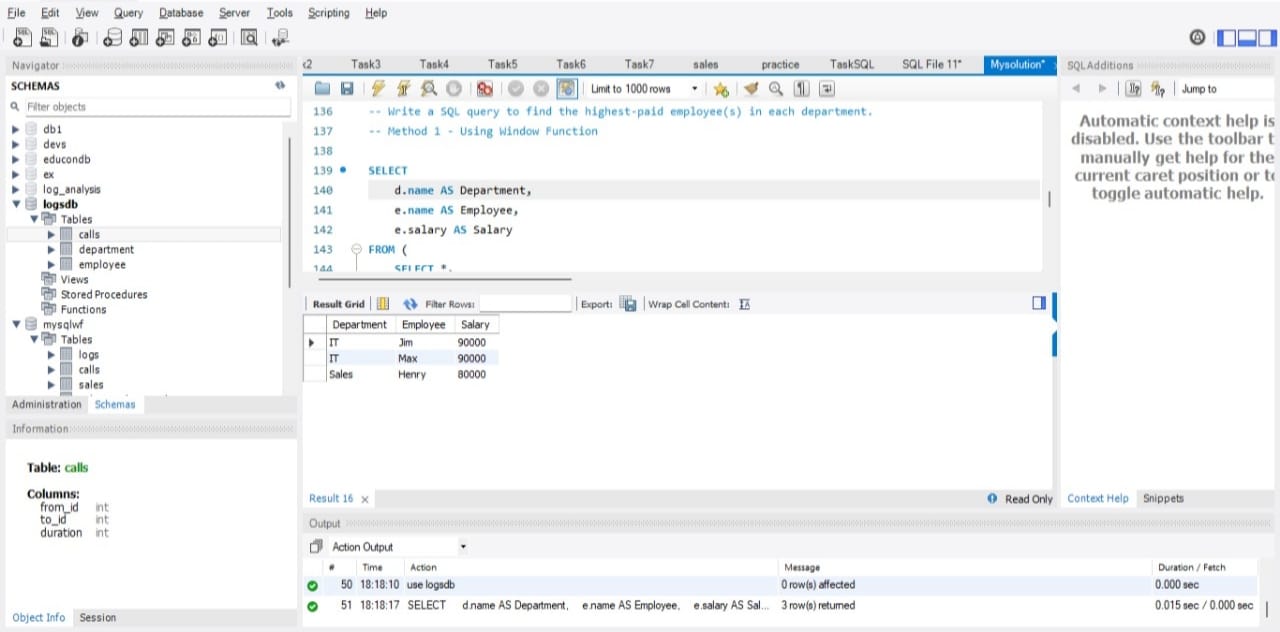 File Edit View Query Database Server Tools Scripting Help
Navigator
SCHEMAS
Filter objects
db1
devs
educondb
ex
log_analysis
logsdb
Tables
calls
department
employee
Views
Stored Procedures
Functions
mysqlwf
Tables
logs
calls
sales
Administration Schemas
Information
Table: calls
Columns:
from_id int
to_id int
duration int
Object Info Session
Task3 Task4 Task5 Task6 Task7 sales practice TaskSQL SQL File 11* Mysolution*
Limit to 1000 rows
136 -- Write a SQL query to find the highest-paid employee(s) in each department.
137 -- Method 1 - Using Window Function
138
139 SELECT
140 d.name AS Department,
141 e.name AS Employee,
142 e.salary AS Salary
143 FROM (
144 SELECT *,
Result Grid Filter Rows: Export: Wrap Cell Content:
Department Employee Salary
IT Jim 90000
IT Max 90000
Sales Henry 80000
Result 16 Read Only
Output
Action Output
# Time Action Message Duration / Fetch
50 18:18:10 use logsdb 0 row(s) affected 0.000 sec
51 18:18:17 SELECT d.name AS Department, e.name AS Employee, e.salary AS Sal... 3 row(s) returned 0.015 sec / 0.000 sec
SQLAdditions
Jump to
Automatic context help is
disabled. Use the toolbar t
manually get help for the
current caret position or to
toggle automatic help.
Context Help Snippets